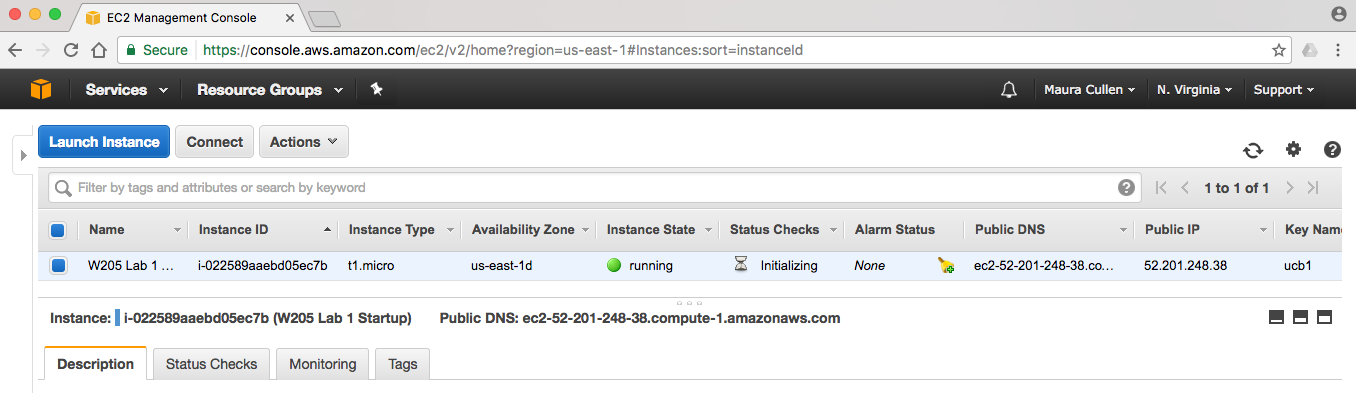 EC2 Management Console
Secure https://console.aws.amazon.com/ec2/v2/home?region=us-east-1#Instances:sort=instanceId
Services Resource Groups Maura Cullen N. Virginia Support
Launch Instance Connect Actions
Filter by tags and attributes or search by keyword 1 to 1 of 1
Name Instance ID Instance Type Availability Zone Instance State Status Checks Alarm Status Public DNS Public IP Key Nam
W205 Lab 1 ... i-022589aaebd05ec7b t1.micro us-east-1d running Initializing None ec2-52-201-248-38.co... 52.201.248.38 ucb1
Instance: i-022589aaebd05ec7b (W205 Lab 1 Startup) Public DNS: ec2-52-201-248-38.compute-1.amazonaws.com
Description Status Checks Monitoring Tags